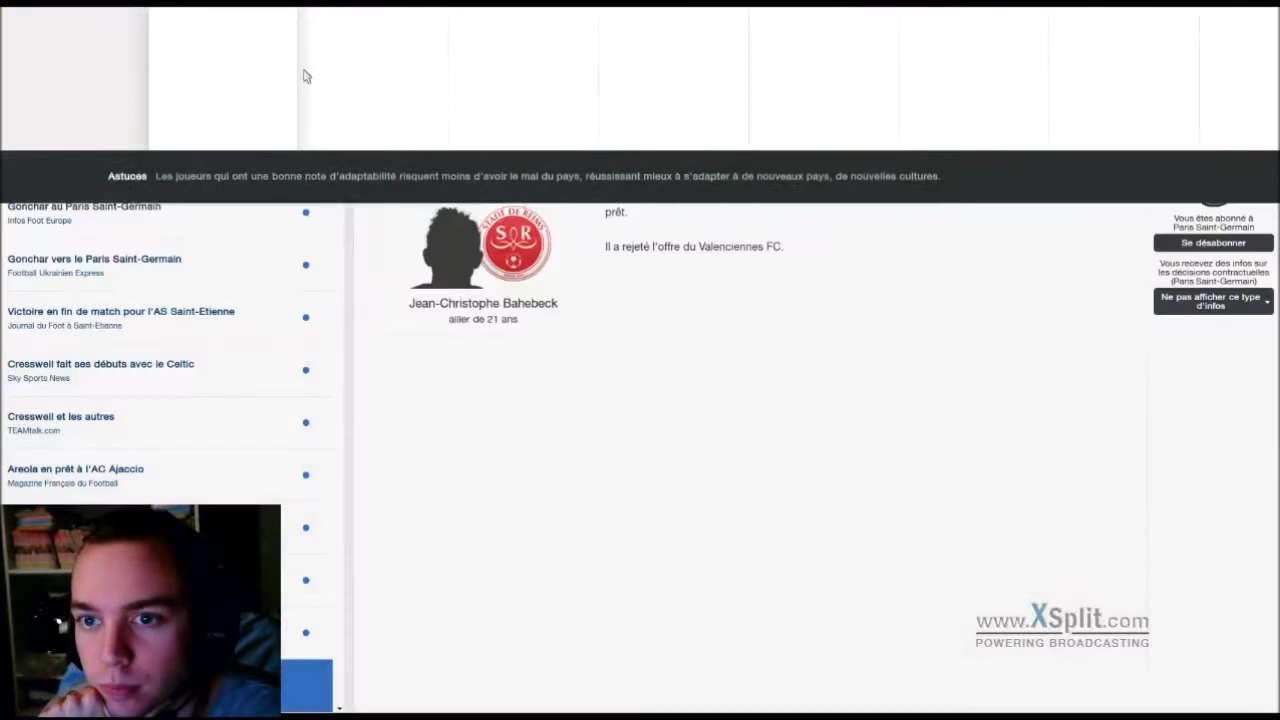 Astuces Les joueurs qui ont une bonne note d'adaptabilité risquent moins d'avoir le mal du pays, réussissant mieux à s'adapter à de nouveaux pays, de nouvelles cultures.
Gonchar au Paris Saint-Germain
Infos Foot Europe
Gonchar vers le Paris Saint-Germain
Football Ukrainien Express
Victoire en fin de match pour l'AS Saint-Etienne
Journal du Foot à Saint-Etienne
Cresswell fait ses débuts avec le Celtic
Sky Sports News
Cresswell et les autres
TEAMtalk.com
Areola en prêt à l'AC Ajaccio
Magazine Français du Football
STADE DE REIMS
SR
Jean-Christophe Bahebeck
ailier de 21 ans
prêt.
Il a rejeté l'offre du Valenciennes FC.
Vous êtes abonné à
Paris Saint-Germain
Se désabonner
Vous recevez des infos sur
les décisions contractuelles
(Paris Saint-Germain)
Ne pas afficher ce type
d'infos
www.XSplit.com
POWERING BROADCASTING